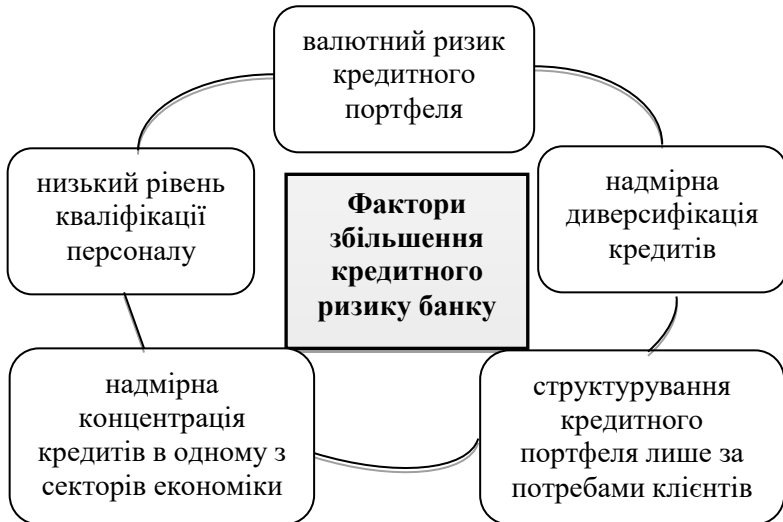 валютний ризик
кредитного
портфеля
низький рівень
кваліфікації
персоналу
Фактори
збільшення
кредитного
ризику банку
надмірна
диверсифікація
кредитів
надмірна
концентрація
кредитів в одному з
секторів економіки
структурування
кредитного
портфеля лише за
потребами клієнтів